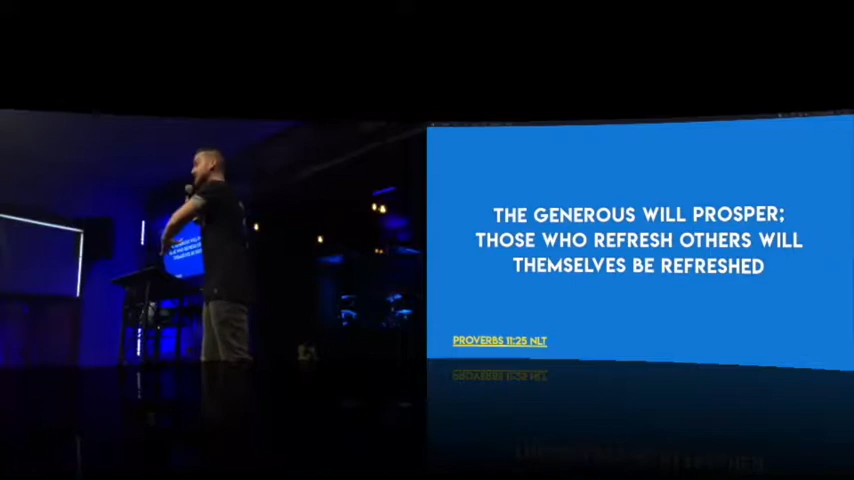 THE GENEROUS WILL PROSPER;
THOSE WHO REFRESH OTHERS WILL
THEMSELVES BE REFRESHED
PROVERBS 11:25 NLT